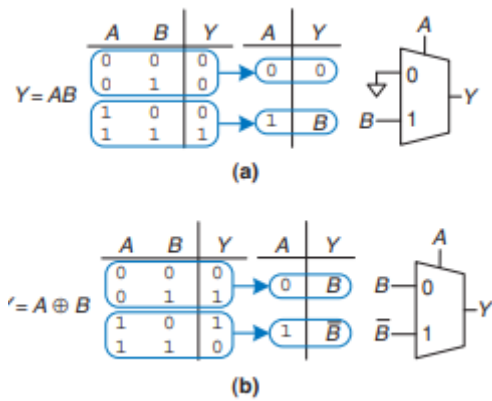 A B Y A Y A
0 0 0
0 1 0 0 0 0
Y = AB Y
1 0 0
1 1 1 1 B B 1
(a)
A B Y A Y A
0 0 0
0 1 1 0 B B 0
= A ⊕ B Y
1 0 1
1 1 0 1 B̅ B̅ 1
(b)